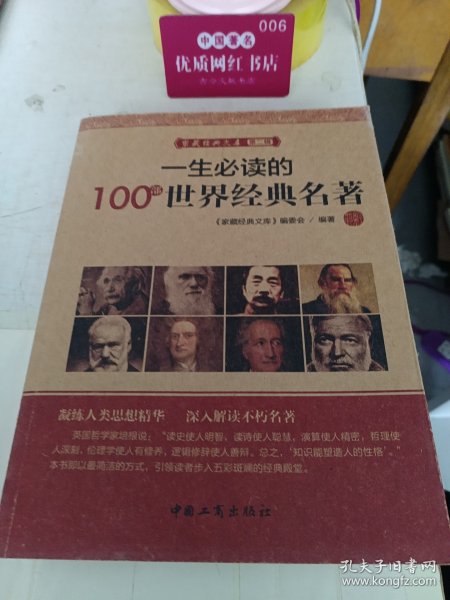 006
中国著名
优质网红书店
家藏经典文库
一生必读的
100部 世界经典名著
《家藏经典文库》编委会 / 编著
凝练人类思想精华 深入解读不朽名著
英国哲学家培根说:“读史使人明智,读诗使人聪慧,演算使人精密,哲理使
人深刻,伦理学使人有修养,逻辑修辞使人善辩。总之,‘知识能塑造人的性格’。”
本书即以最简洁的方式,引领读者步入五彩斑斓的经典殿堂。
中国工商出版社
孔夫子旧书网
www.kongfz.com